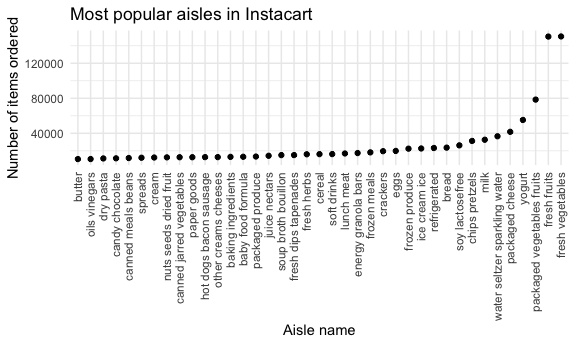 Most popular aisles in Instacart
Number of items ordered
120000
80000
40000
butter
oils vinegars
dry pasta
candy chocolate
canned meals beans
spreads
cream
nuts seeds dried fruit
canned jarred vegetables
paper goods
hot dogs bacon sausage
other creams cheeses
baking ingredients
baby food formula
packaged produce
juice nectars
soup broth bouillon
fresh dips tapenades
fresh herbs
cereal
soft drinks
lunch meat
energy granola bars
frozen meals
crackers
eggs
frozen produce
ice cream ice
refrigerated
bread
soy lactosefree
chips pretzels
milk
water seltzer sparkling water
packaged cheese
yogurt
packaged vegetables fruits
fresh fruits
fresh vegetables
Aisle name